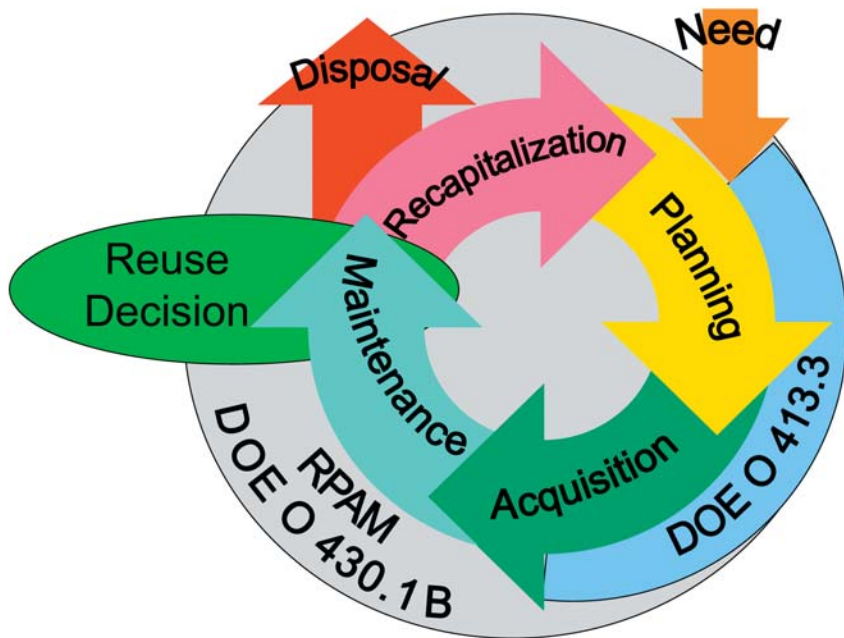 Need
Disposal
Recapitalization
Planning
Reuse
Decision
Maintenance
Acquisition
DOE O 413.3
RPAM
DOE O 430.1B